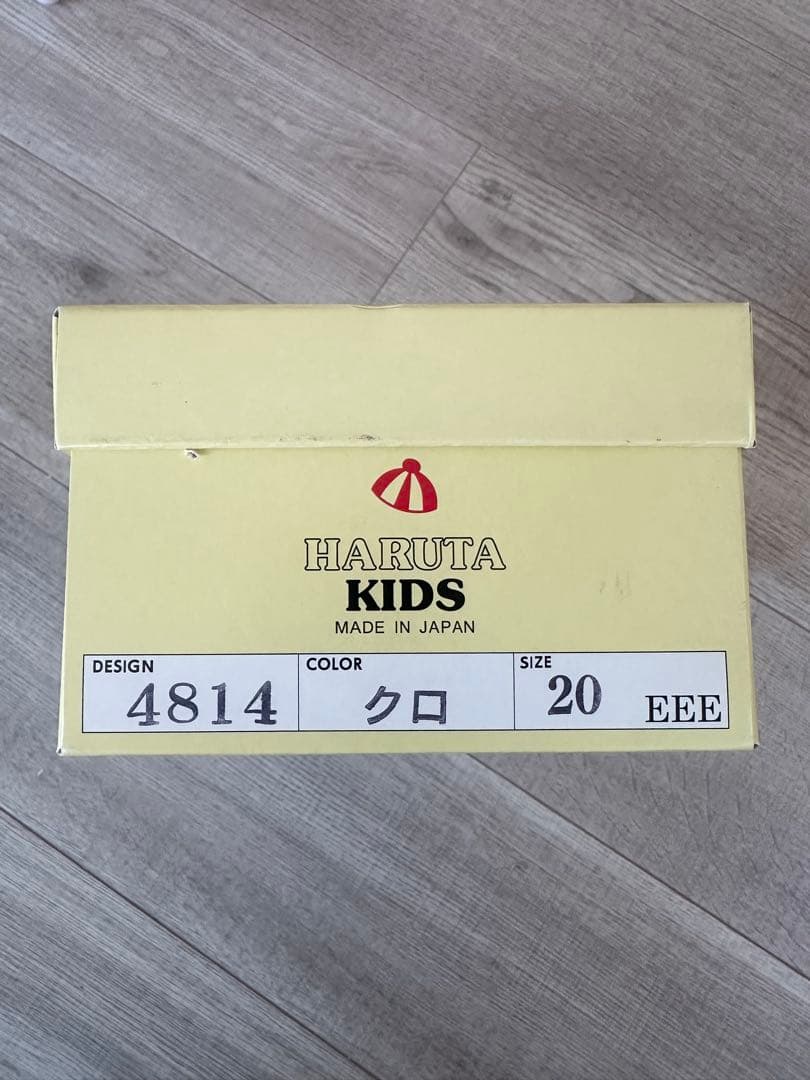 HARUTA
KIDS
MADE IN JAPAN
DESIGN 4814 COLOR クロ SIZE 20 EEE